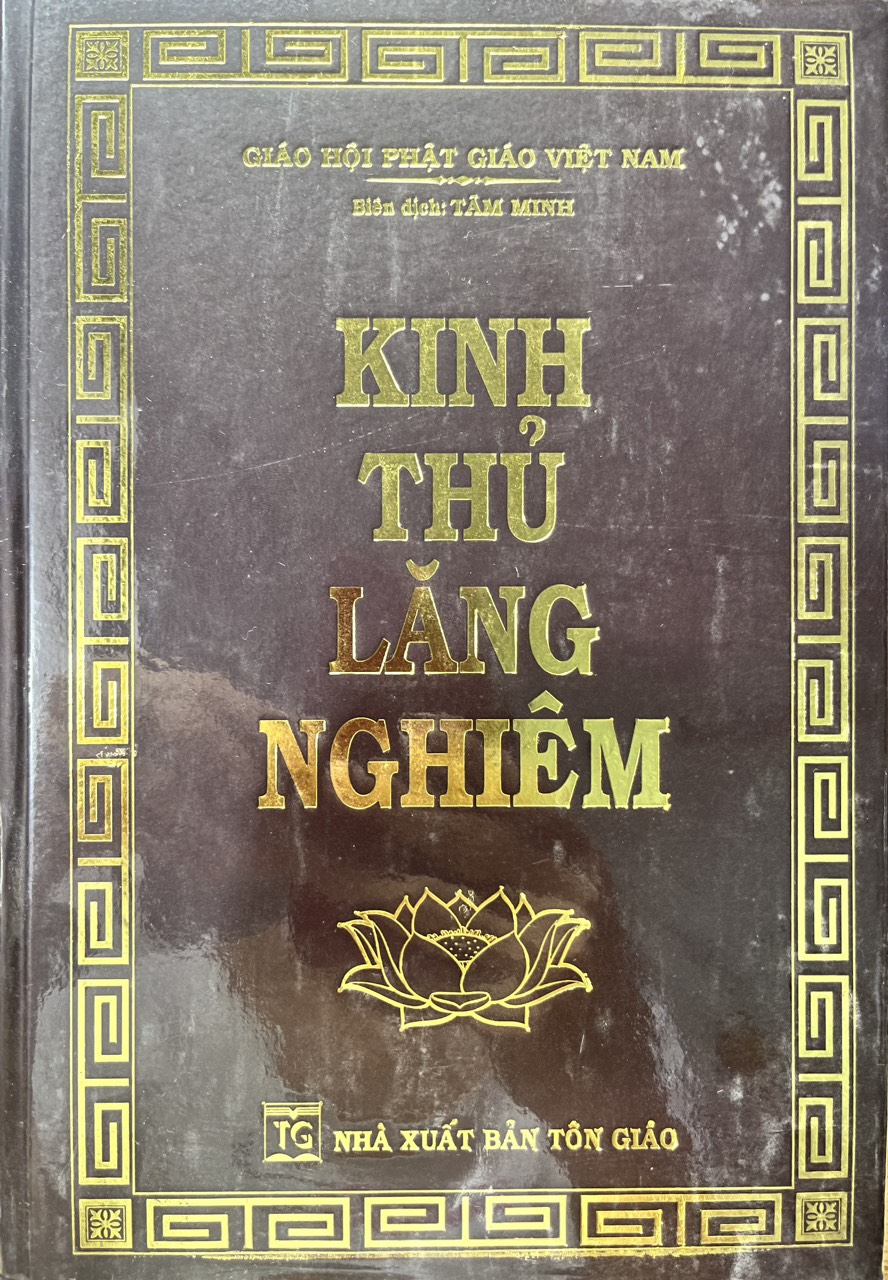 GIÁO HỘI PHẬT GIÁO VIỆT NAM
Biên dịch: TÂM MINH
KINH
THỦ
LĂNG
NGHIÊM
TG
NHÀ XUẤT BẢN TÔN GIÁO